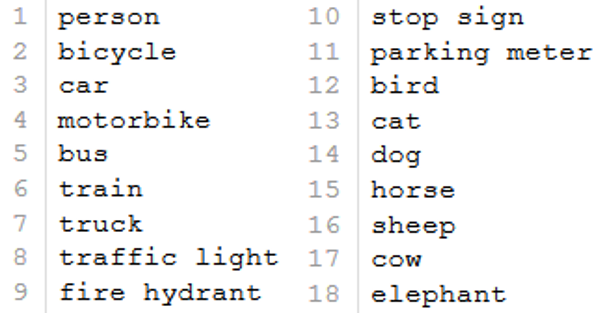 1 person
2 bicycle
3 car
4 motorbike
5 bus
6 train
7 truck
8 traffic light
9 fire hydrant
10 stop sign
11 parking meter
12 bird
13 cat
14 dog
15 horse
16 sheep
17 cow
18 elephant